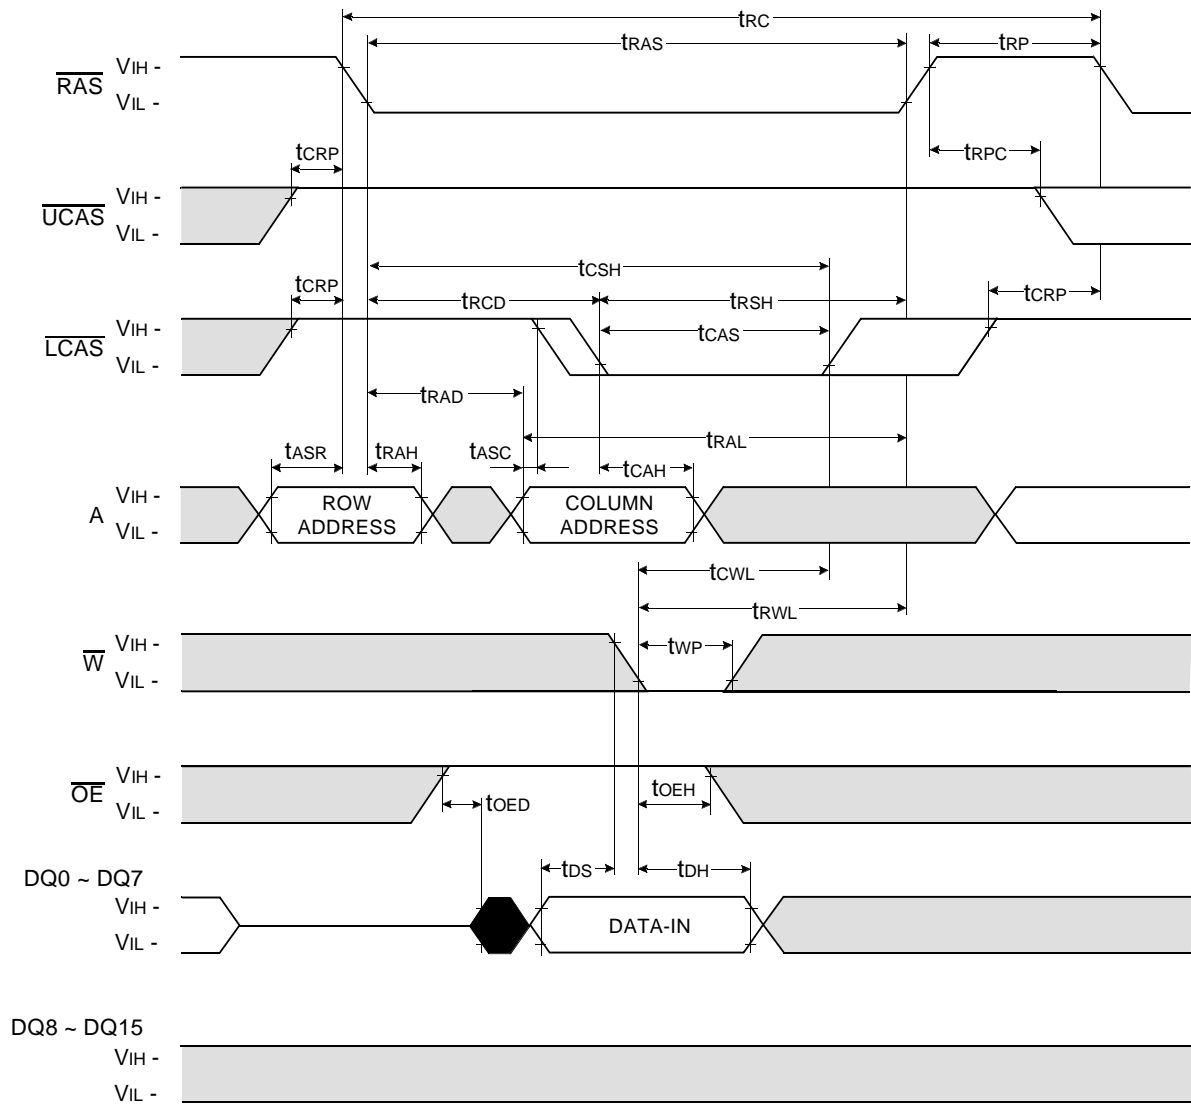 tRC
tRAS
tRP
RAS
VIH -
VIL -
tCRP
tRPC
UCAS
VIH -
VIL -
tCSH
tCRP
tRCD
tRSH
tCRP
LCAS
VIH -
VIL -
tCAS
tRAD
tRAL
tASR
tRAH
tASC
tCAH
A
VIH -
VIL -
ROW
ADDRESS
COLUMN
ADDRESS
tCWL
tRWL
W
VIH -
VIL -
tWP
OE
VIH -
VIL -
tOED
tOEH
tDS
tDH
DQ0 ~ DQ7
VIH -
VIL -
DATA-IN
DQ8 ~ DQ15
VIH -
VIL -